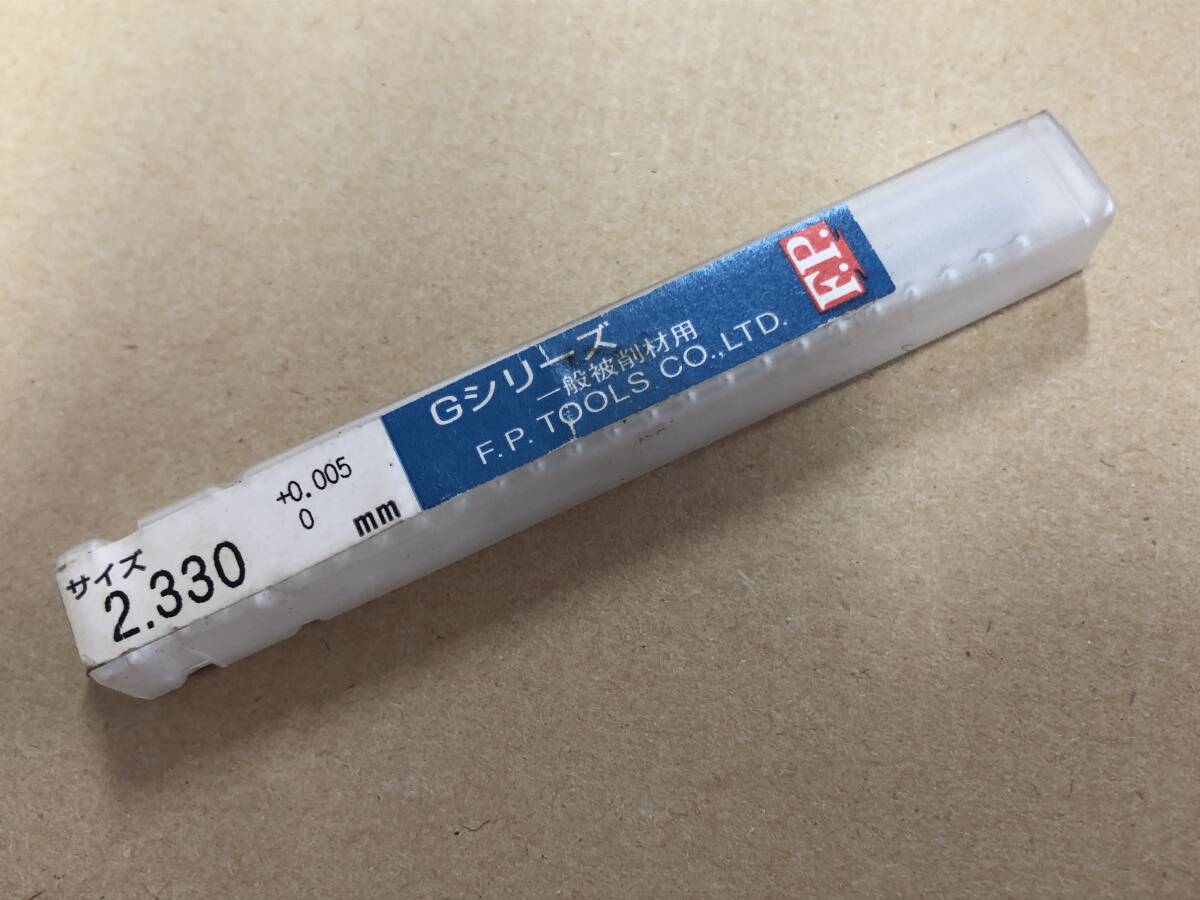 サイズ
2.330
+0.005
0
mm
Gシリーズ
一般被削材用
F.P. TOOLS CO.,LTD.
F.P.